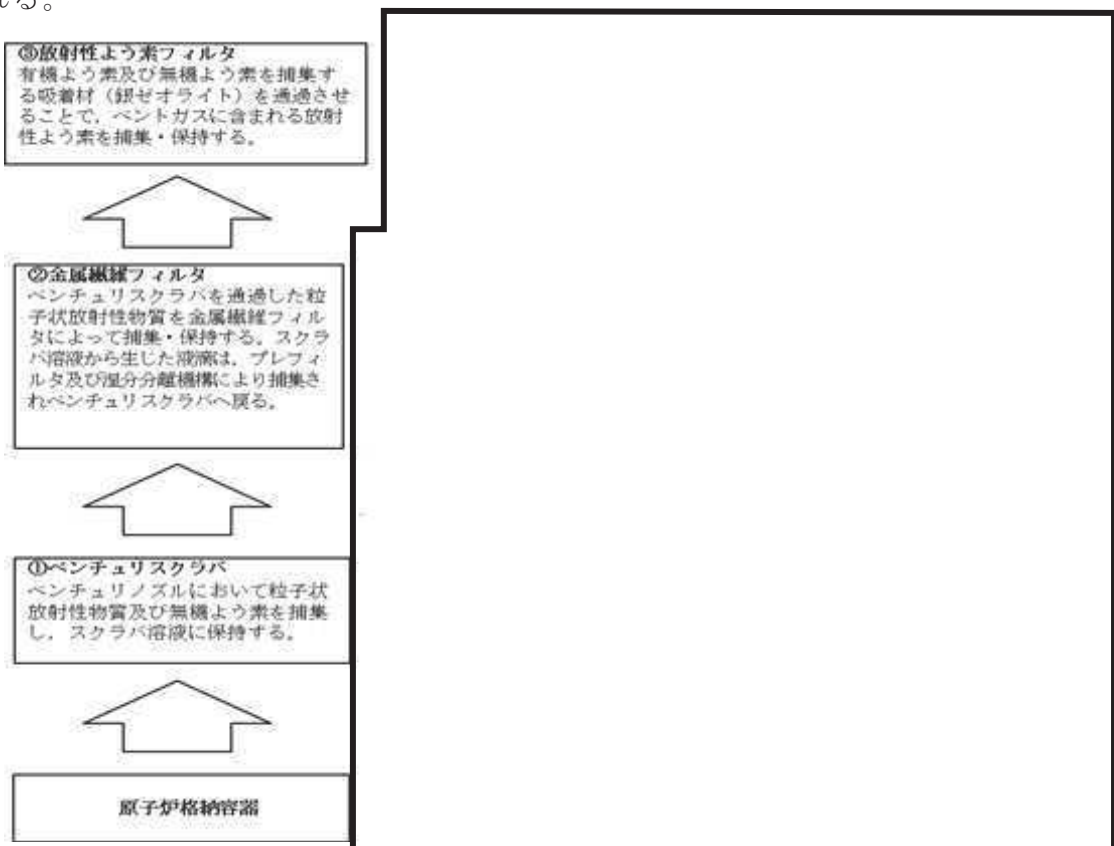 れる。
③放射性よう素フィルタ
有機よう素及び無機よう素を捕集す
る吸着材（銀ゼオライト）を通過させ
ることで，ベントガスに含まれる放射
性よう素を捕集・保持する。
②金属繊維フィルタ
ベンチュリスクラバを通過した粒
子状放射性物質を金属繊維フィル
タによって捕集・保持する。スクラ
バ溶液から生じた液滴は，プレフィ
ルタ及び湿分分離機構により捕集さ
れベンチュリスクラバへ戻る。
①ベンチュリスクラバ
ベンチュリノズルにおいて粒子状
放射性物質及び無機よう素を捕集
し，スクラバ溶液に保持する。
原子炉格納容器